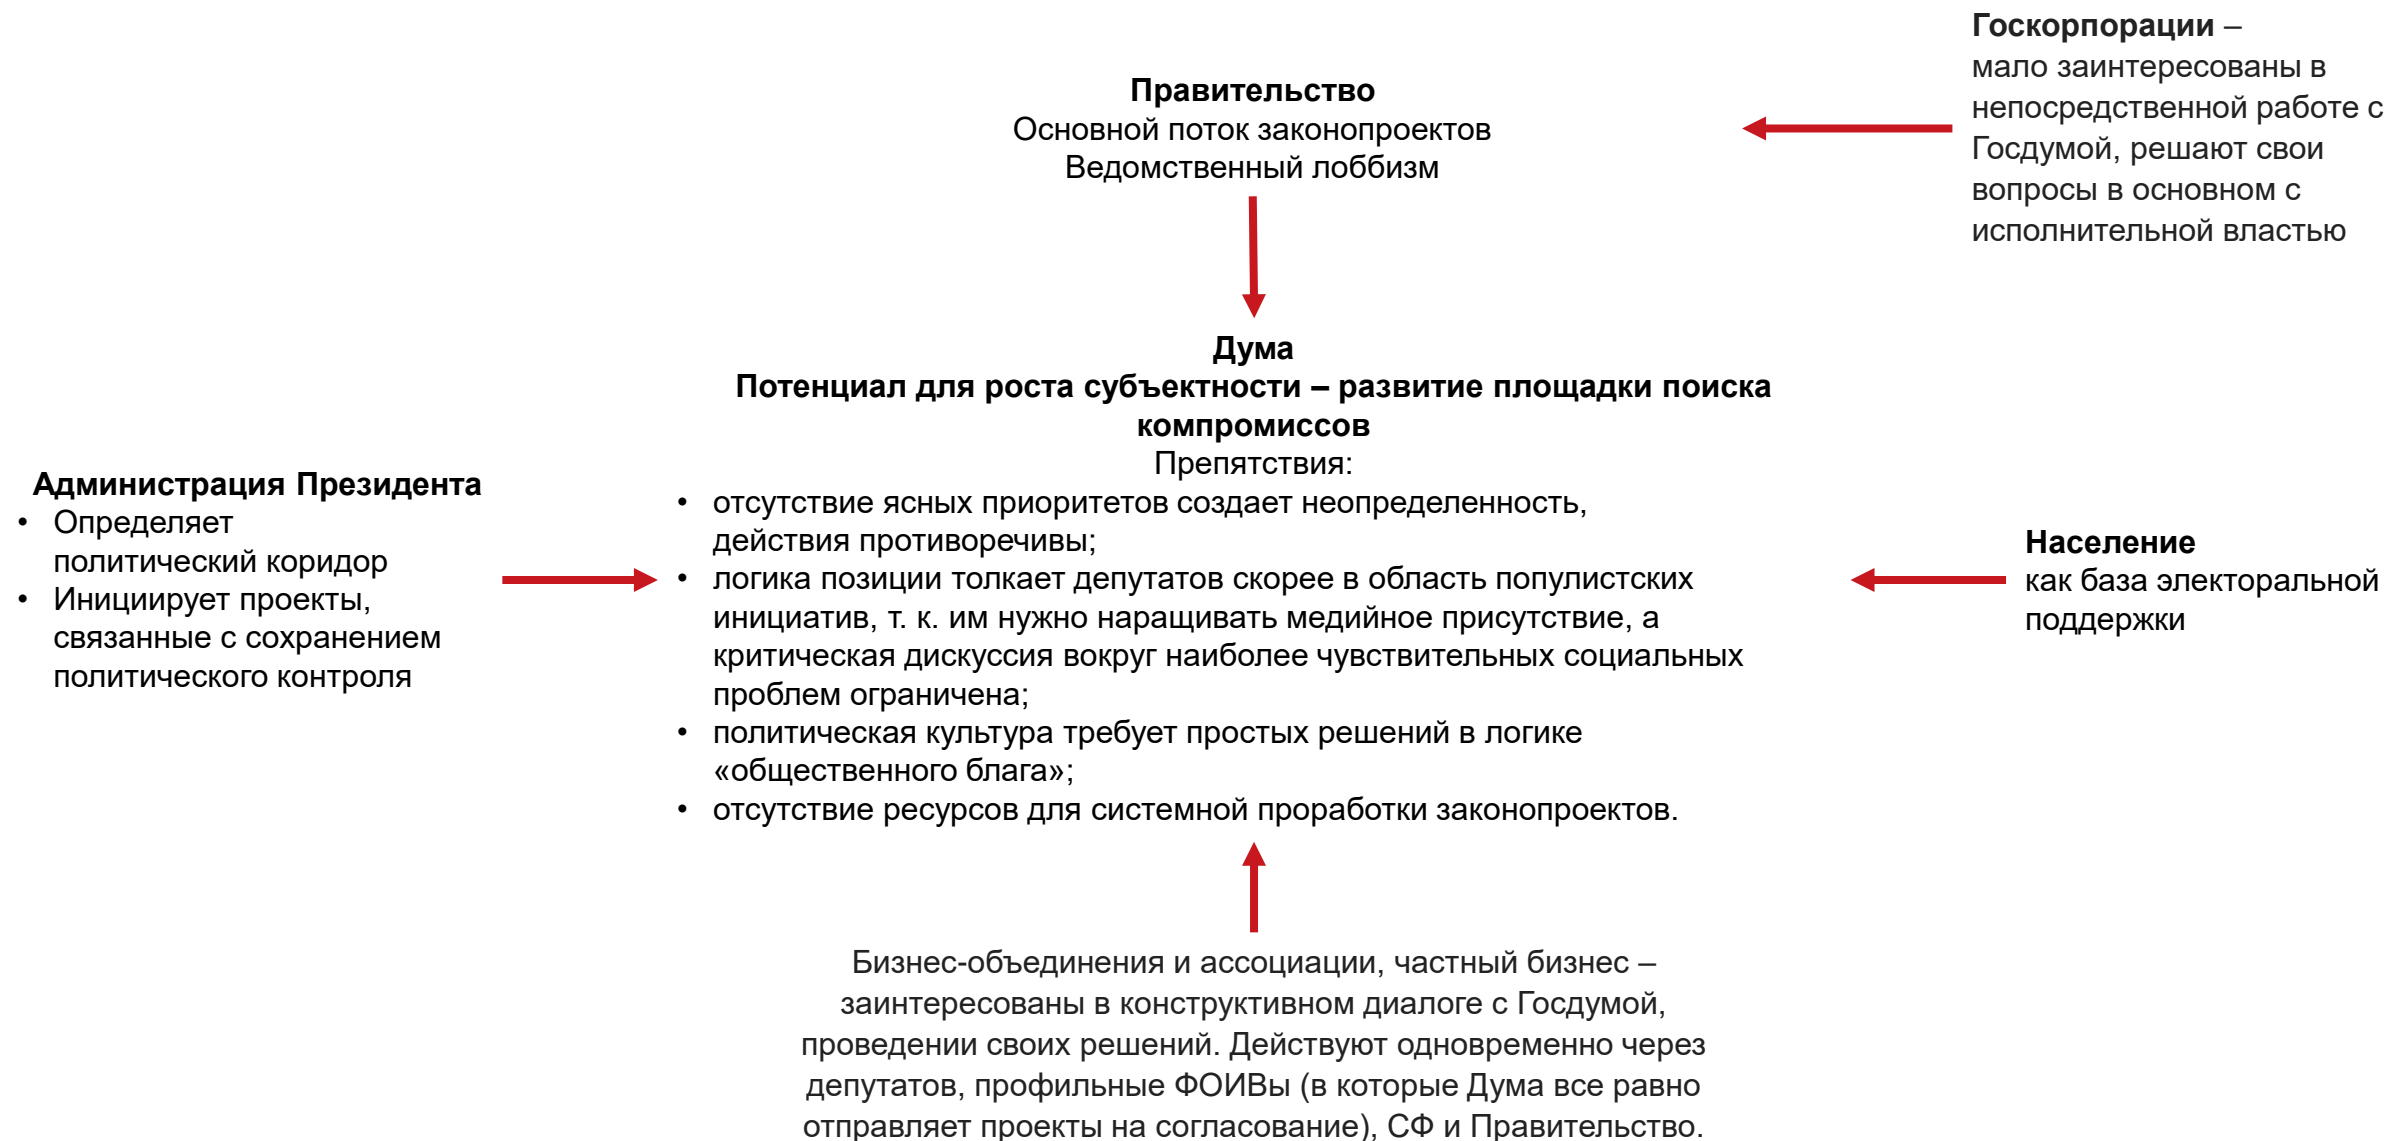 Госкорпорации –
мало заинтересованы в
непосредственной работе с
Госдумой, решают свои
вопросы в основном с
исполнительной властью
Правительство
Основной поток законопроектов
Ведомственный лоббизм
Дума
Потенциал для роста субъектности – развитие площадки поиска
компромиссов
Препятствия:
• отсутствие ясных приоритетов создает неопределенность,
действия противоречивы;
• логика позиции толкает депутатов скорее в область популистских
инициатив, т. к. им нужно наращивать медийное присутствие, а
критическая дискуссия вокруг наиболее чувствительных социальных
проблем ограничена;
• политическая культура требует простых решений в логике
«общественного блага»;
• отсутствие ресурсов для системной проработки законопроектов.
Администрация Президента
• Определяет
политический коридор
• Инициирует проекты,
связанные с сохранением
политического контроля
Население
как база электоральной
поддержки
Бизнес-объединения и ассоциации, частный бизнес –
заинтересованы в конструктивном диалоге с Госдумой,
проведении своих решений. Действуют одновременно через
депутатов, профильные ФОИВы (в которые Дума все равно
отправляет проекты на согласование), СФ и Правительство.